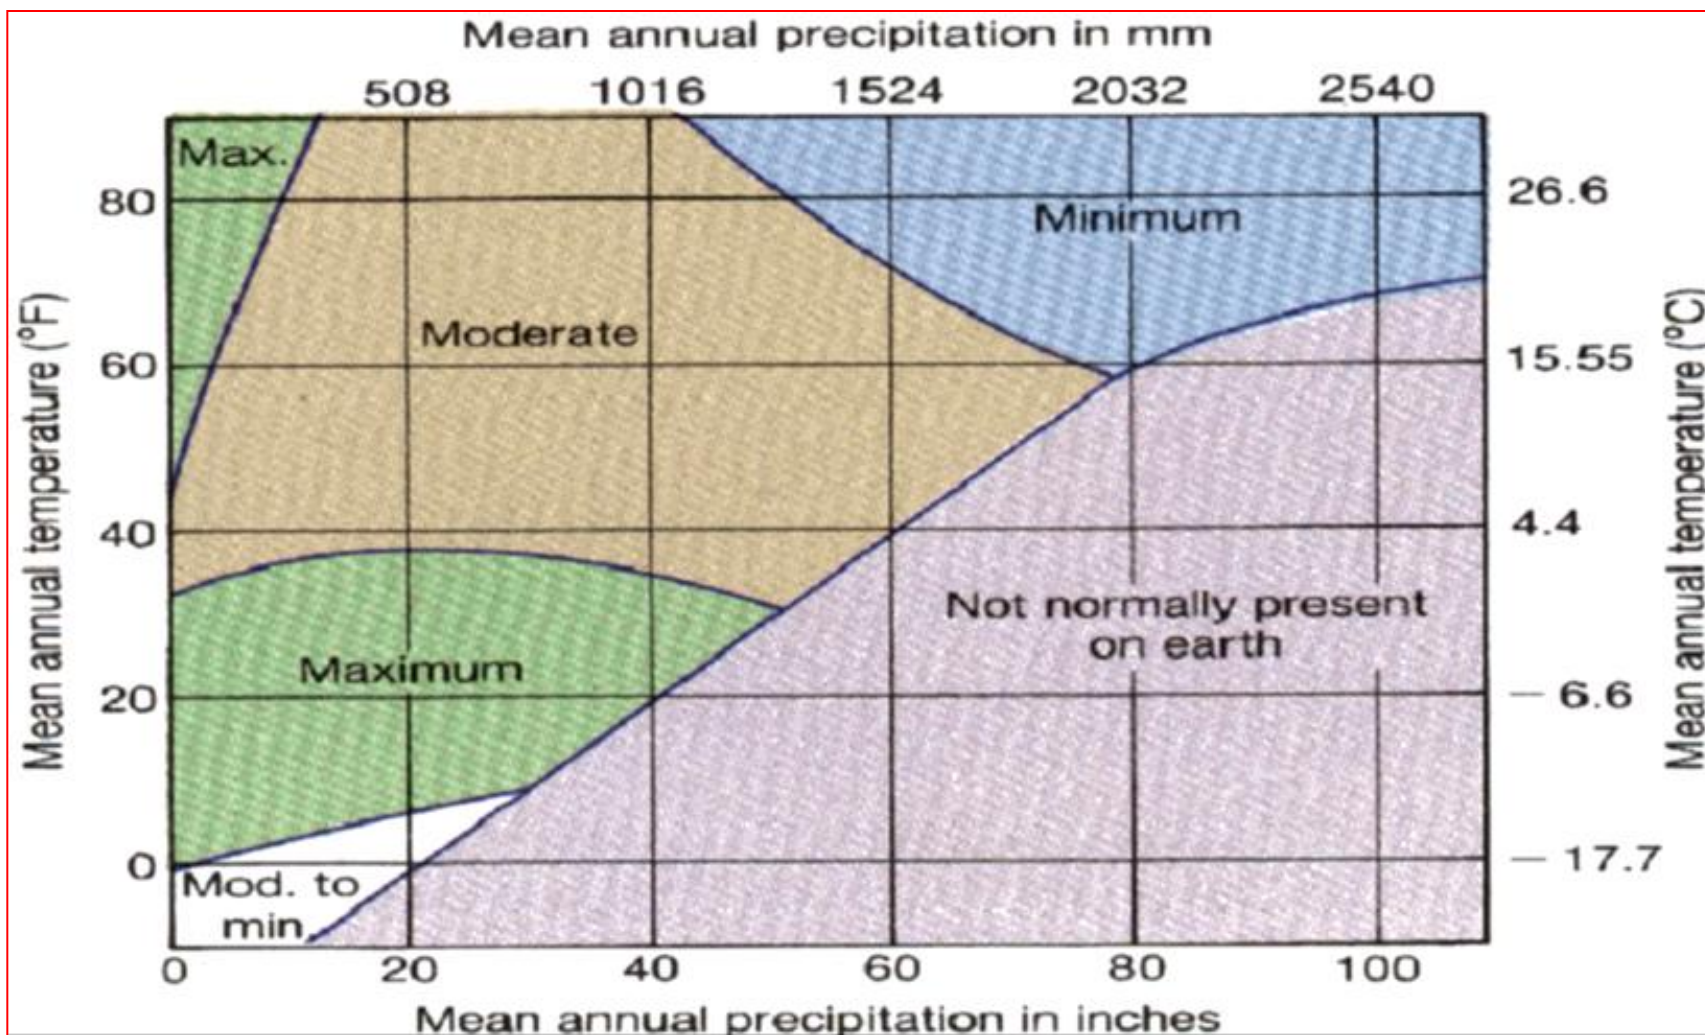 Mean annual precipitation in mm
508 1016 1524 2032 2540
Max.
80
26.6
Minimum
Moderate
60
15.55
Mean annual temperature (°F)
Mean annual temperature (°C)
40
4.4
Not normally present
on earth
Maximum
20
– 6.6
0
– 17.7
Mod. to
min.
0 20 40 60 80 100
Mean annual precipitation in inches